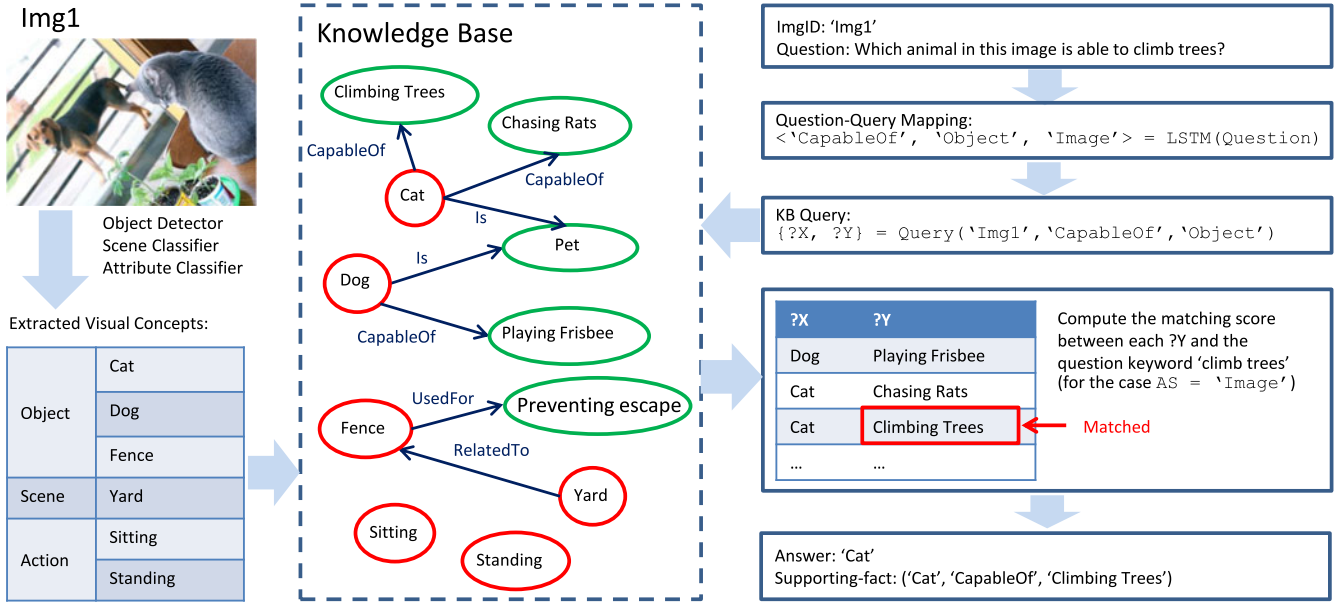 Img1
Object Detector
Scene Classifier
Attribute Classifier
Extracted Visual Concepts:
Object
Cat
Dog
Fence
Scene
Yard
Action
Sitting
Standing
Knowledge Base
Climbing Trees
Chasing Rats
CapableOf
CapableOf
Cat
Is
Pet
Is
Dog
CapableOf
Playing Frisbee
UsedFor
Preventing escape
Fence
RelatedTo
Yard
Sitting
Standing
ImgID: ‘Img1’
Question: Which animal in this image is able to climb trees?
Question-Query Mapping:
<‘CapableOf’, ‘Object’, ‘Image’> = LSTM(Question)
KB Query:
{?X, ?Y} = Query(‘Img1’,‘CapableOf’,‘Object’)
?X ?Y
Dog Playing Frisbee
Cat Chasing Rats
Cat Climbing Trees
... ...
Compute the matching score
between each ?Y and the
question keyword ‘climb trees’
(for the case AS = ‘Image’)
Matched
Answer: ‘Cat’
Supporting-fact: (‘Cat’, ‘CapableOf’, ‘Climbing Trees’)